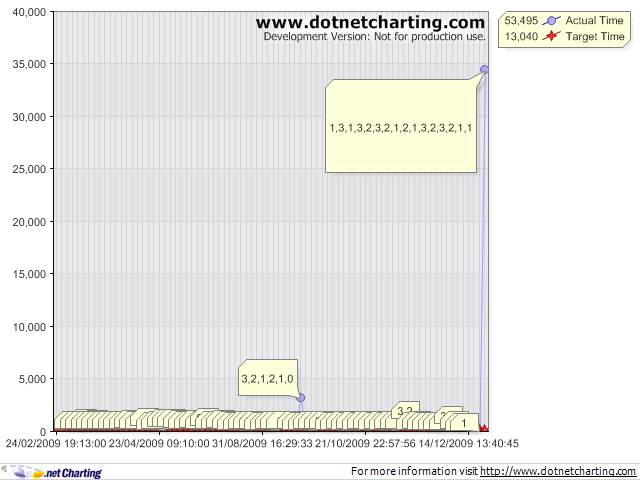 40,000
www.dotnetcharting.com
Development Version: Not for production use.
53,495 Actual Time
13,040 Target Time
35,000
30,000
1,3,1,3,2,3,2,1,2,1,3,2,3,2,1,1
25,000
20,000
15,000
10,000
5,000
3,2,1,2,1,0
3,2
1
0
24/02/2009 19:13:00 23/04/2009 09:10:00 31/08/2009 16:29:33 21/10/2009 22:57:56 14/12/2009 13:40:45
.net Charting
For more information visit http://www.dotnetcharting.com